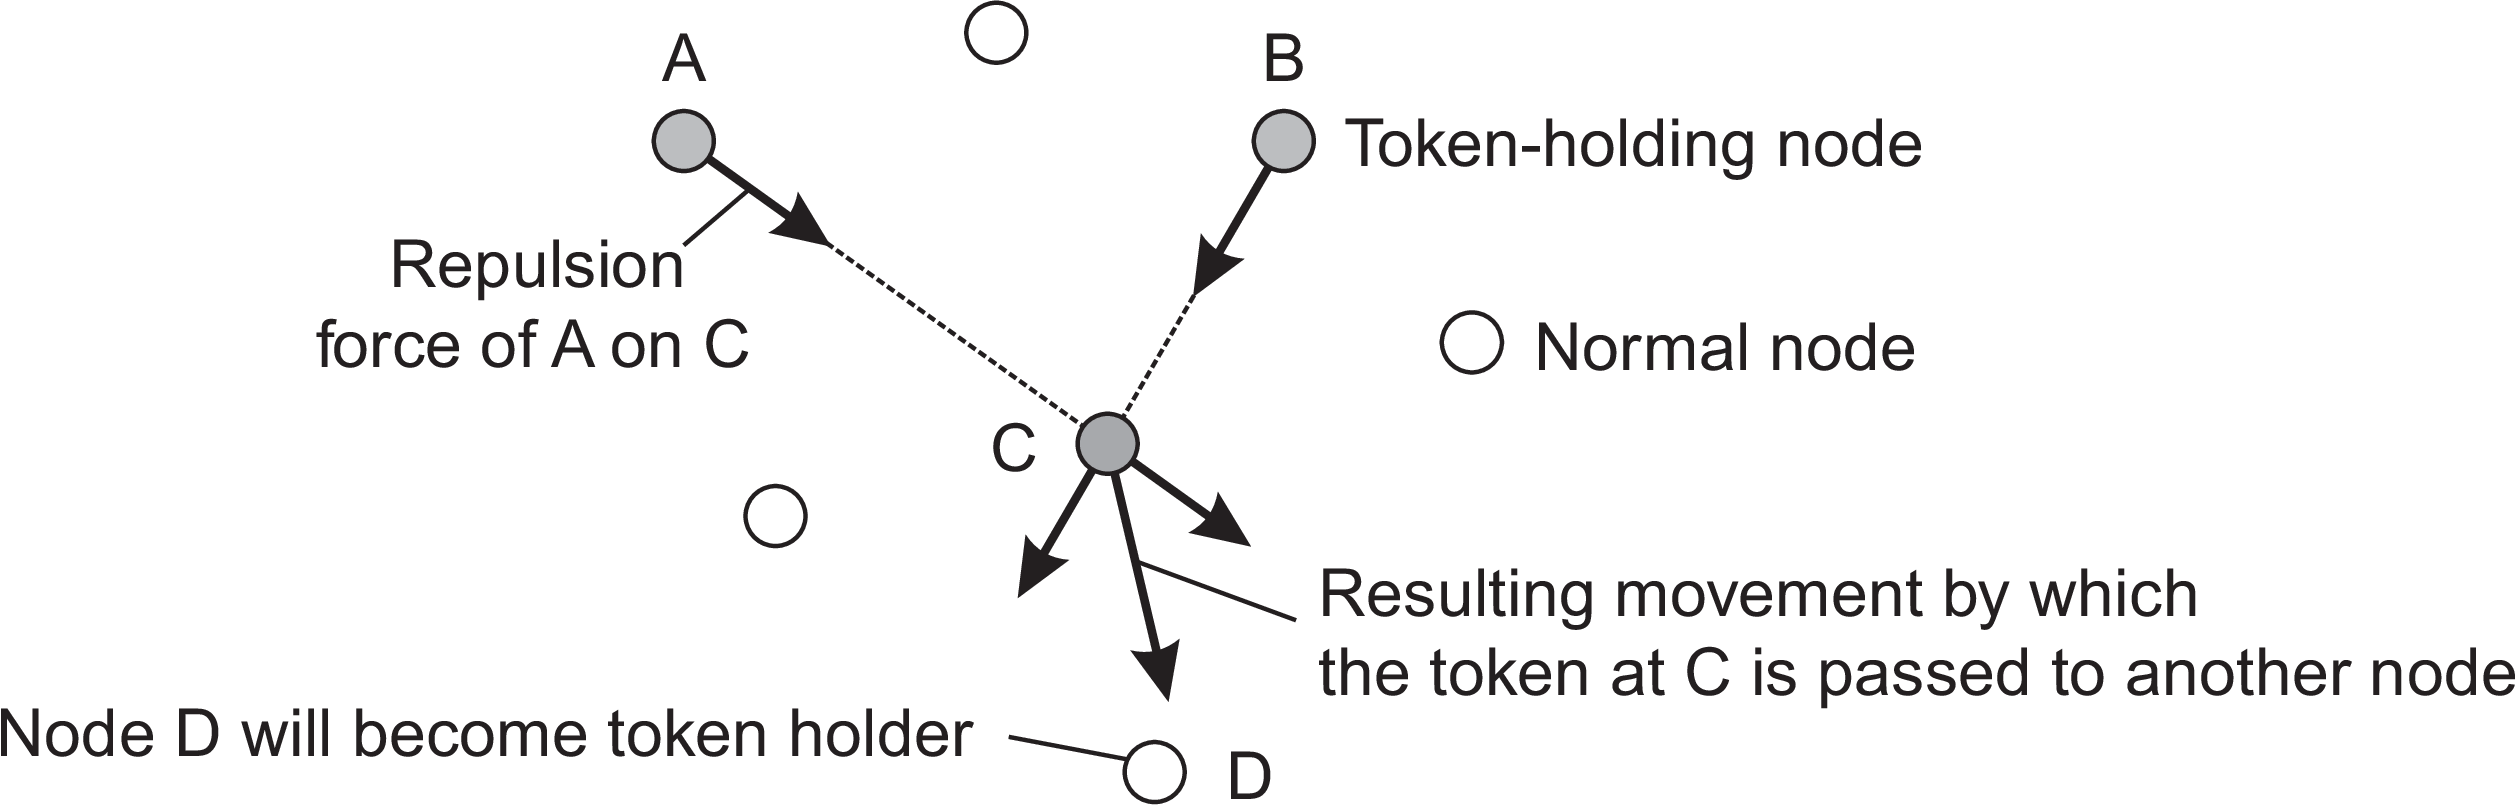 A
B
Token-holding node
Repulsion
force of A on C
Normal node
C
Resulting movement by which
the token at C is passed to another node
Node D will become token holder
D